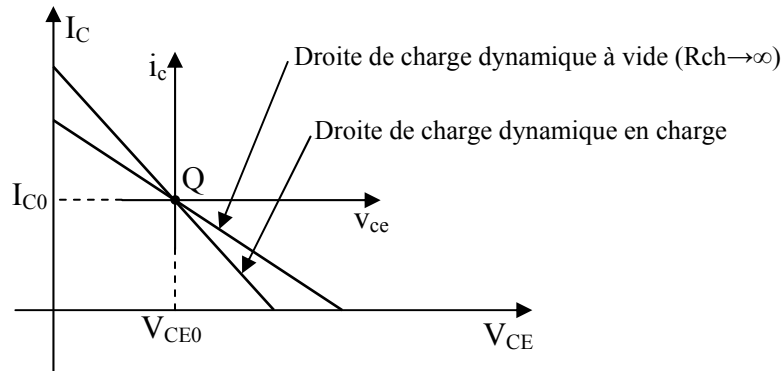 I_C
Droite de charge dynamique à vide (Rch→∞)
i_c
Droite de charge dynamique en charge
Q
I_C0
v_ce
V_CE0
V_CE